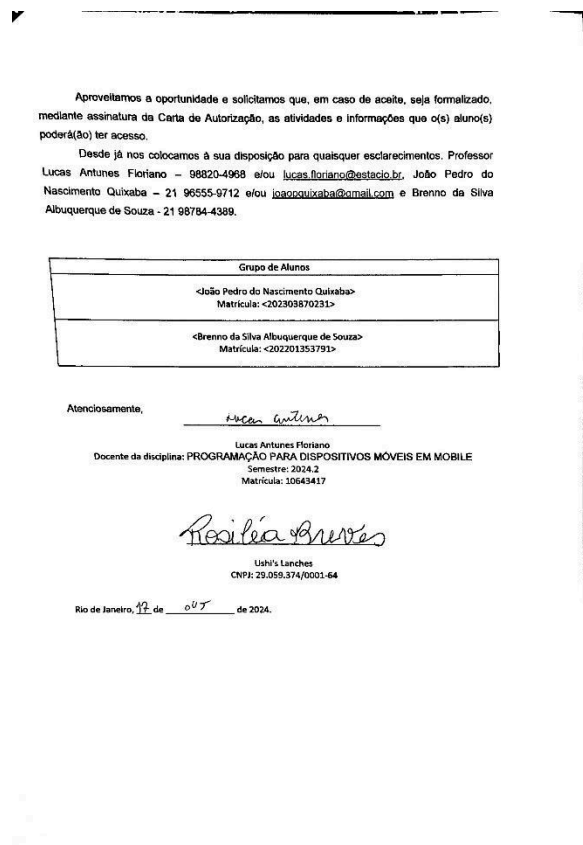 Aproveitamos a oportunidade e solicitamos que, em caso de aceite, seja formalizado,
mediante assinatura da Carta de Autorização, as atividades e informações que o(s) aluno(s)
poderá(ão) ter acesso.
Desde já nos colocamos à sua disposição para quaisquer esclarecimentos. Professor
Lucas Antunes Floriano – 98820-4968 e/ou lucas.floriano@estacio.br, João Pedro do
Nascimento Quixaba – 21 96555-9712 e/ou joaopquixaba@gmail.com e Brenno da Silva
Albuquerque de Souza - 21 98784-4389.
Grupo de Alunos
<João Pedro do Nascimento Quixaba>
Matrícula: <202303870231>
<Brenno da Silva Albuquerque de Souza>
Matrícula: <202201353791>
Atenciosamente,
Lucas Antunes
Lucas Antunes Floriano
Docente da disciplina: PROGRAMAÇÃO PARA DISPOSITIVOS MÓVEIS EM MOBILE
Semestre: 2024.2
Matrícula: 10643417
Rosiléa Breves
Ushi's Lanches
CNPJ: 29.059.374/0001-64
Rio de Janeiro, 17 de OUT de 2024.